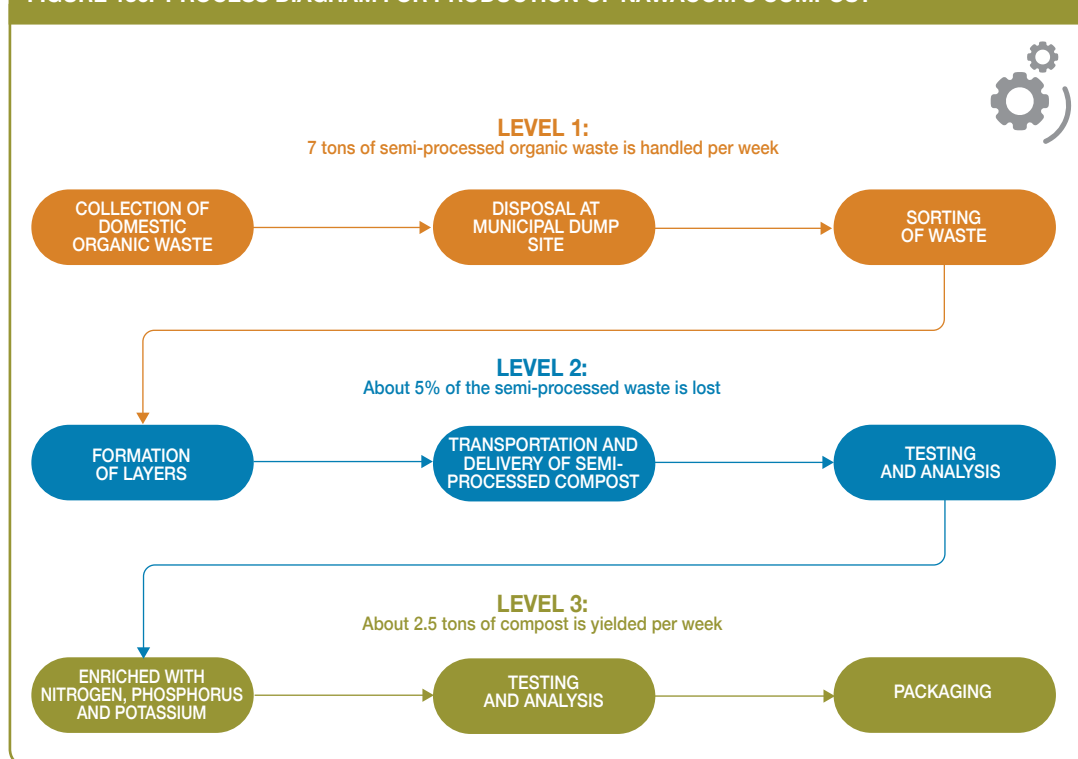 LEVEL 1:
7 tons of semi-processed organic waste is handled per week
COLLECTION OF
DOMESTIC
ORGANIC WASTE
DISPOSAL AT
MUNICIPAL DUMP
SITE
SORTING
OF WASTE
LEVEL 2:
About 5% of the semi-processed waste is lost
FORMATION
OF LAYERS
TRANSPORTATION AND
DELIVERY OF SEMI-
PROCESSED COMPOST
TESTING
AND ANALYSIS
LEVEL 3:
About 2.5 tons of compost is yielded per week
ENRICHED WITH
NITROGEN, PHOSPHORUS
AND POTASSIUM
TESTING
AND ANALYSIS
PACKAGING